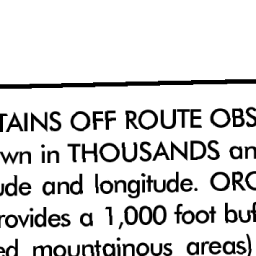 TAINS OFF ROUTE OBS
wn in THOUSANDS an
ude and longitude. ORO
rovides a 1,000 foot buf
ed mountainous areas)